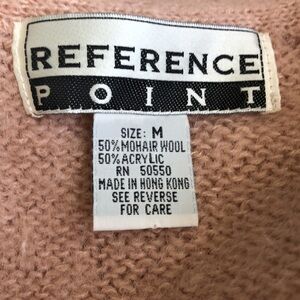 REFERENCE
POINT
SIZE: M
50% MOHAIR WOOL
50% ACRYLIC
RN 50550
MADE IN HONG KONG
SEE REVERSE
FOR CARE